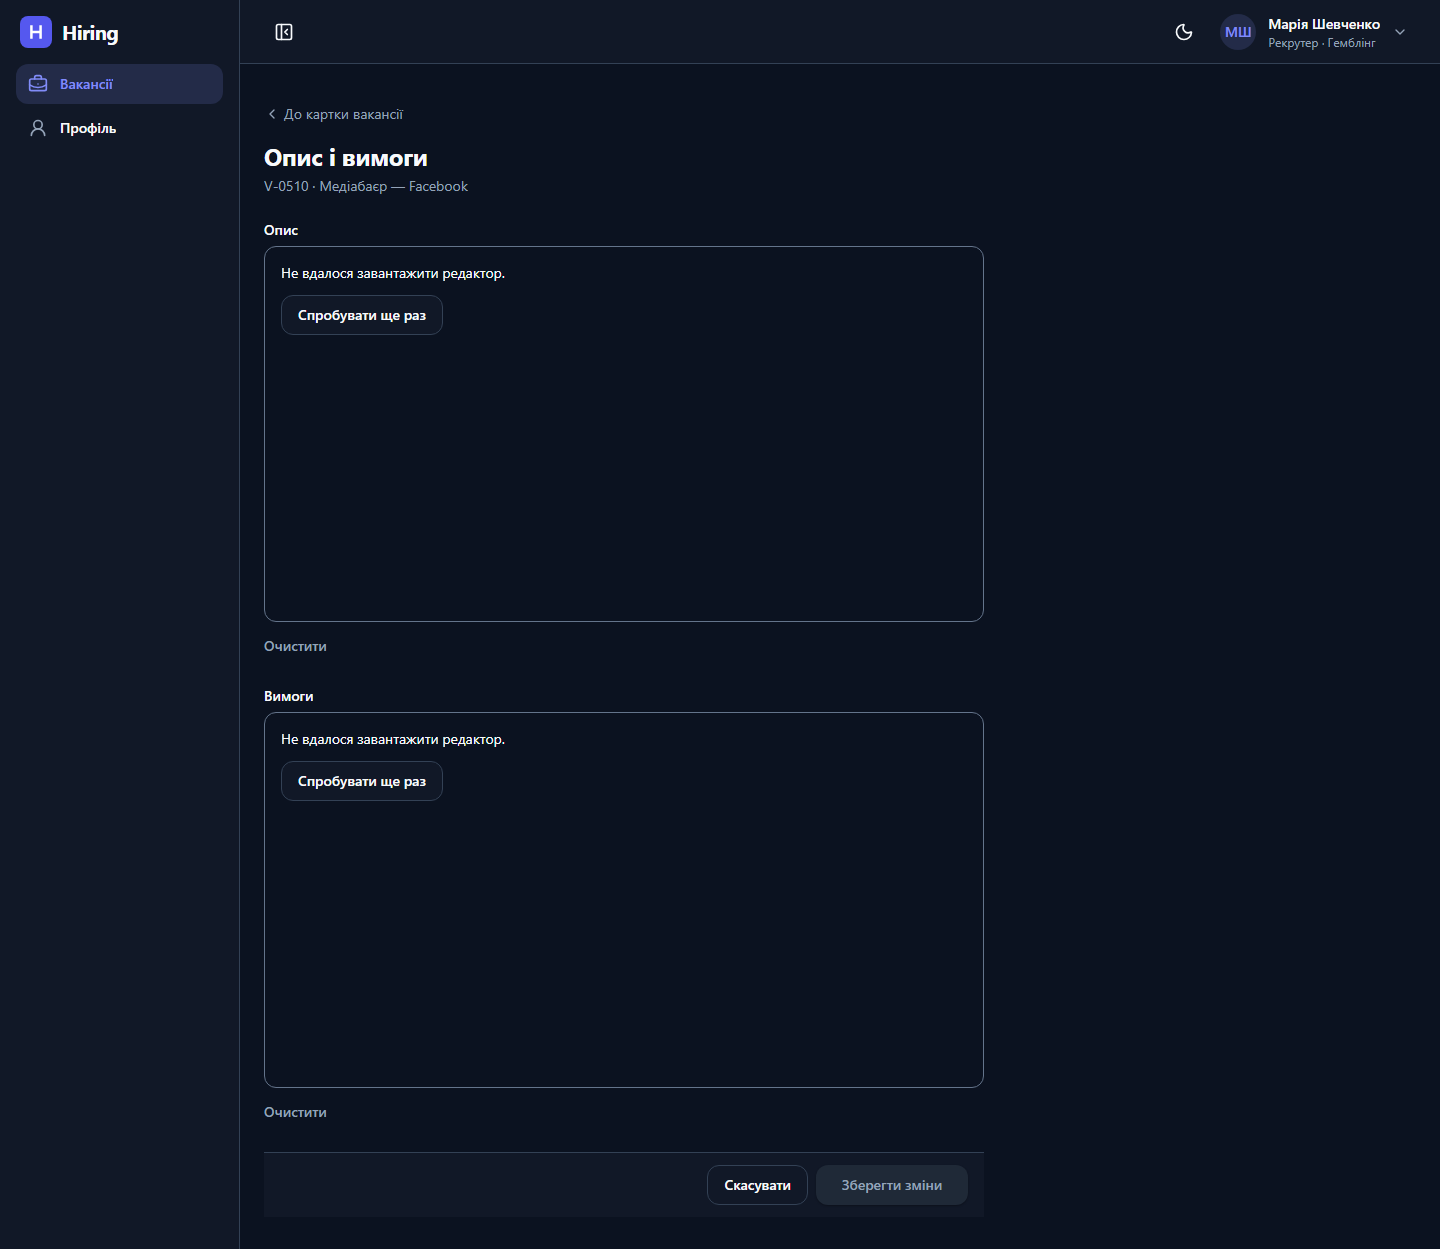 H Hiring
Вакансії
Профіль
МШ
Марія Шевченко
Рекрутер · Гемблінг
До картки вакансії
Опис і вимоги
V-0510 · Медіабаєр — Facebook
Опис
Не вдалося завантажити редактор.
Спробувати ще раз
Очистити
Вимоги
Не вдалося завантажити редактор.
Спробувати ще раз
Очистити
Скасувати
Зберегти зміни